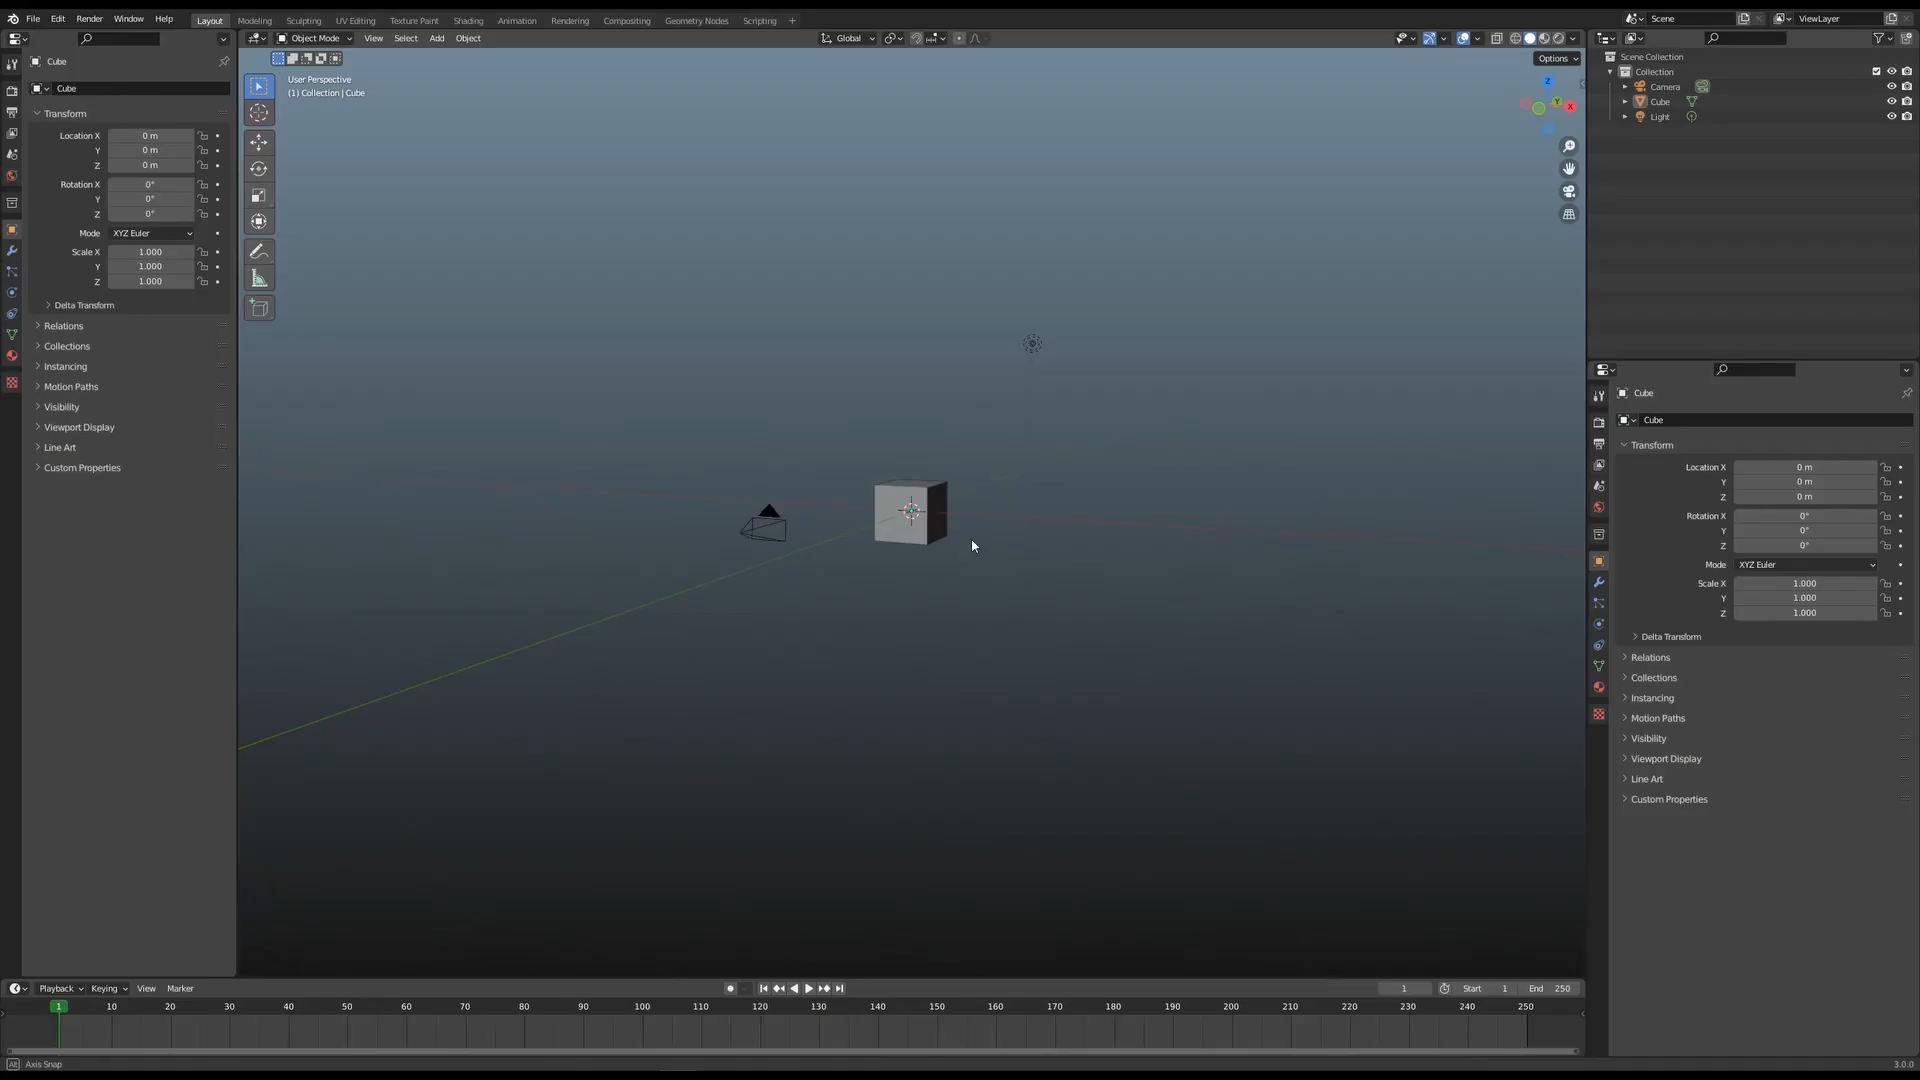 File Edit Render Window Help
Layout Modeling Sculpting UV Editing Texture Paint Shading Animation Rendering Compositing Geometry Nodes Scripting +
Scene
ViewLayer
Cube
Cube
Transform
Location X 0 m
Y 0 m
Z 0 m
Rotation X 0°
Y 0°
Z 0°
Mode XYZ Euler
Scale X 1.000
Y 1.000
Z 1.000
Delta Transform
Relations
Collections
Instancing
Motion Paths
Visibility
Viewport Display
Line Art
Custom Properties
Object Mode View Select Add Object
Global
Options
User Perspective
(1) Collection | Cube
Z
Y
X
Scene Collection
Collection
Camera
Cube
Light
Cube
Cube
Transform
Location X 0 m
Y 0 m
Z 0 m
Rotation X 0°
Y 0°
Z 0°
Mode XYZ Euler
Scale X 1.000
Y 1.000
Z 1.000
Delta Transform
Relations
Collections
Instancing
Motion Paths
Visibility
Viewport Display
Line Art
Custom Properties
Playback Keying View Marker
1
Start 1
End 250
1 10 20 30 40 50 60 70 80 90 100 110 120 130 140 150 160 170 180 190 200 210 220 230 240 250
Alt Axis Snap
3.0.0